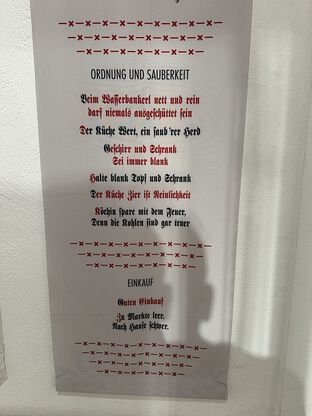 ORDNUNG UND SAUBERKEIT
Beim Wasserbankerl nett und rein
darf niemals ausgeschüttet sein
Der Küche Wert, ein saub'rer Herd
Geschirr und Schrank
Sei immer blank
Halte blank Topf und Schrank
Der Küche Zier ist Reinlichkeit
Köchin spare mit dem Feuer,
Denn die Kohlen sind gar teuer
EINKAUF
Guten Einkauf
Zu Markte leer,
Nach Hause schwer.